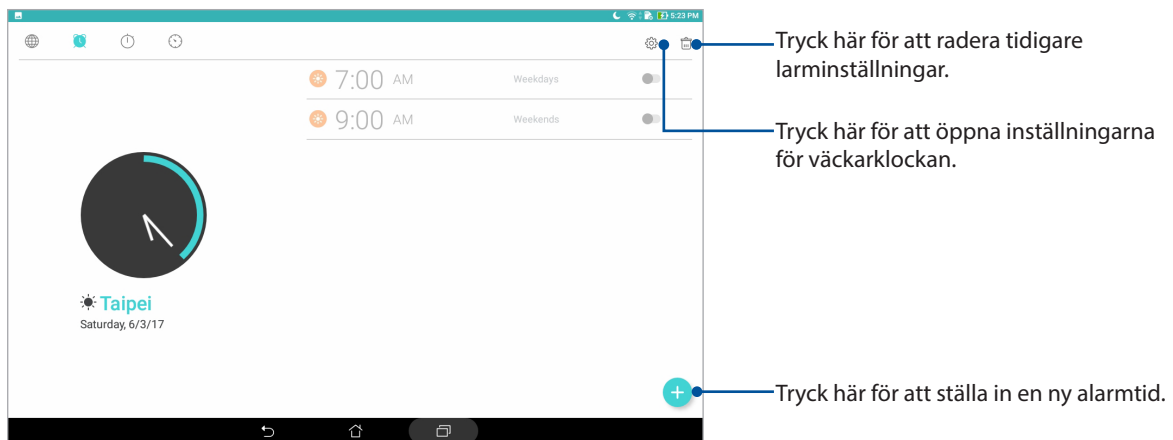 5:23 PM
Tryck här för att radera tidigare
larminställningar.
7:00 AM Weekdays
9:00 AM Weekends
Tryck här för att öppna inställningarna
för väckarklockan.
Taipei
Saturday, 6/3/17
Tryck här för att ställa in en ny alarmtid.